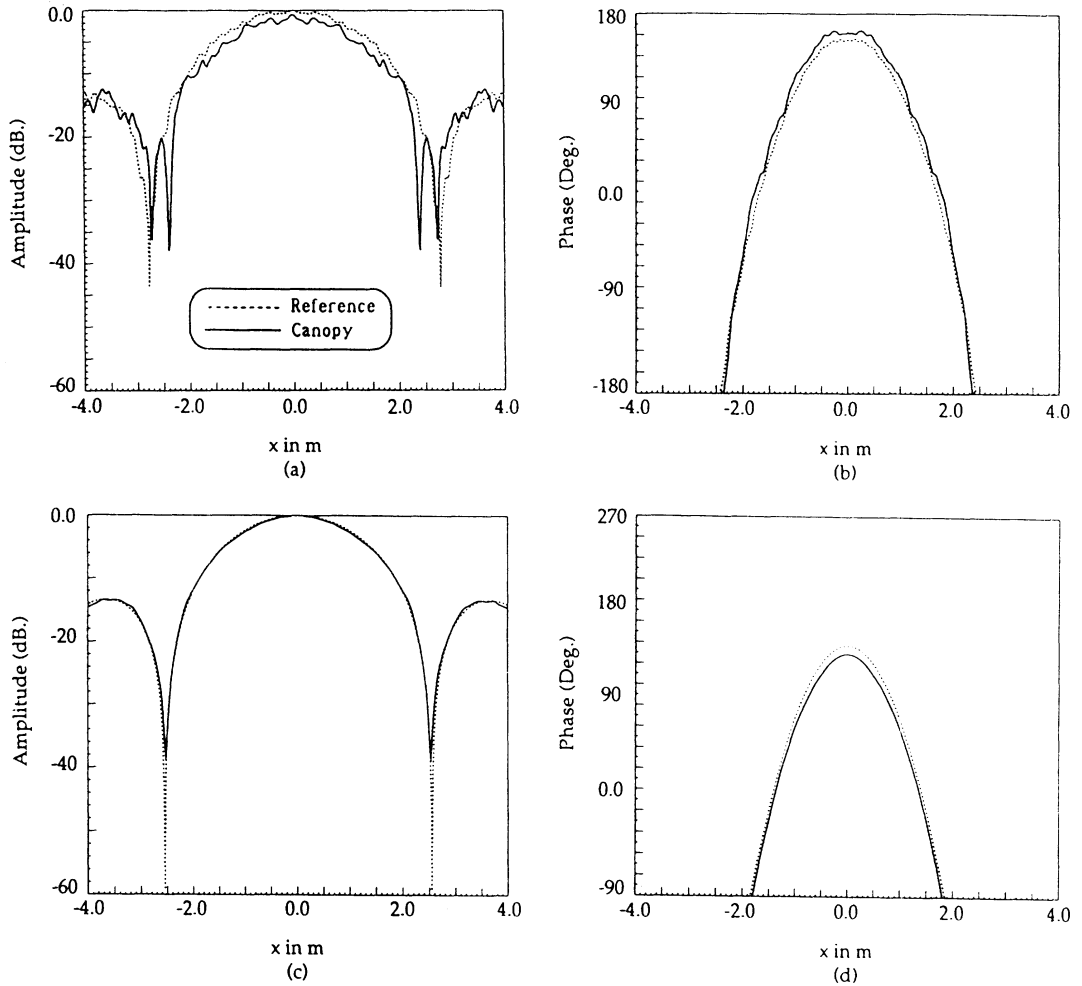 0.0
-20
-40
-60
Amplitude (dB.)
Reference
Canopy
-4.0 -2.0 0.0 2.0 4.0
x in m
(a)
180
90
0.0
-90
-180
Phase (Deg.)
-4.0 -2.0 0.0 2.0 4.0
x in m
(b)
0.0
-20
-40
-60
Amplitude (dB.)
-4.0 -2.0 0.0 2.0 4.0
x in m
(c)
270
180
90
0.0
-90
Phase (Deg.)
-4.0 -2.0 0.0 2.0 4.0
x in m
(d)